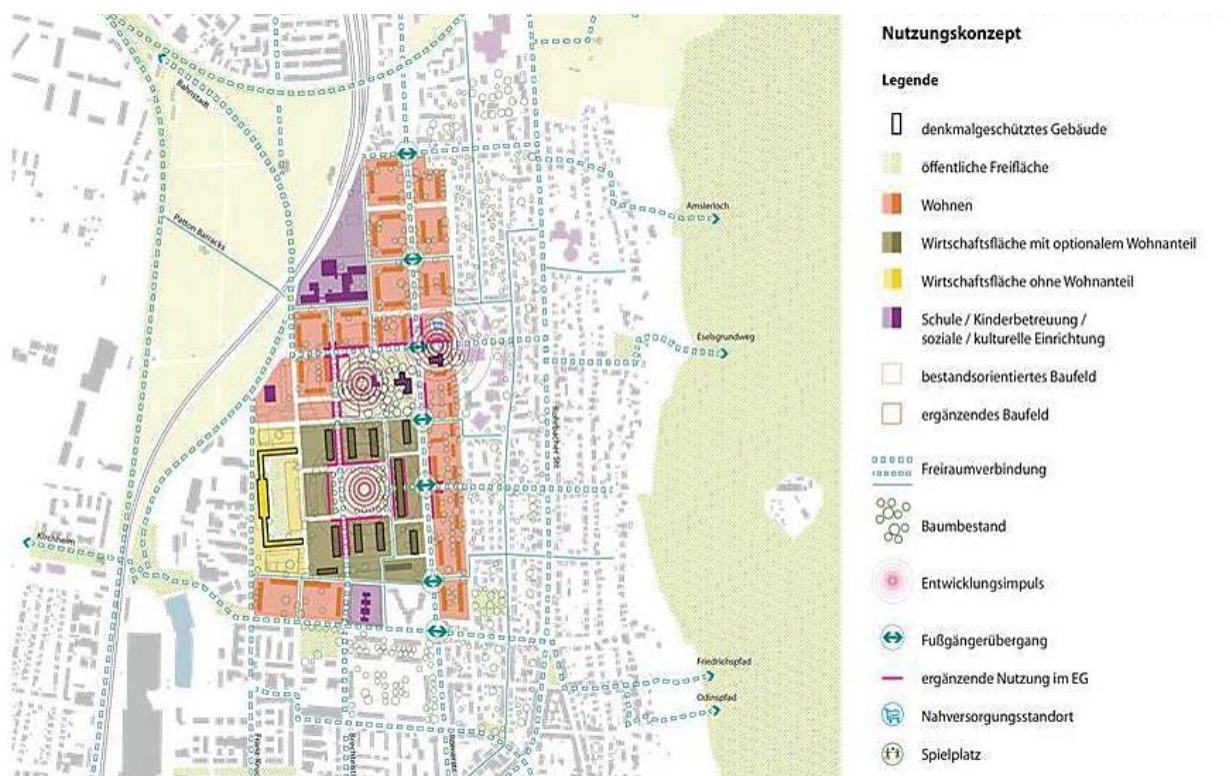 Nutzungskonzept
Legende
denkmalgeschütztes Gebäude
öffentliche Freifläche
Wohnen
Wirtschaftsfläche mit optionalem Wohnanteil
Wirtschaftsfläche ohne Wohnanteil
Schule / Kinderbetreuung /
soziale / kulturelle Einrichtung
bestandsorientiertes Baufeld
ergänzendes Baufeld
Freiraumverbindung
Baumbestand
Entwicklungsimpuls
Fußgängerübergang
ergänzende Nutzung im EG
Nahversorgungsstandort
Spielplatz
Bahnstadt
Patton Barracks
Amslerloch
Eselsgrundweg
Kirchheim
Friedrichspfad
Odinspfad